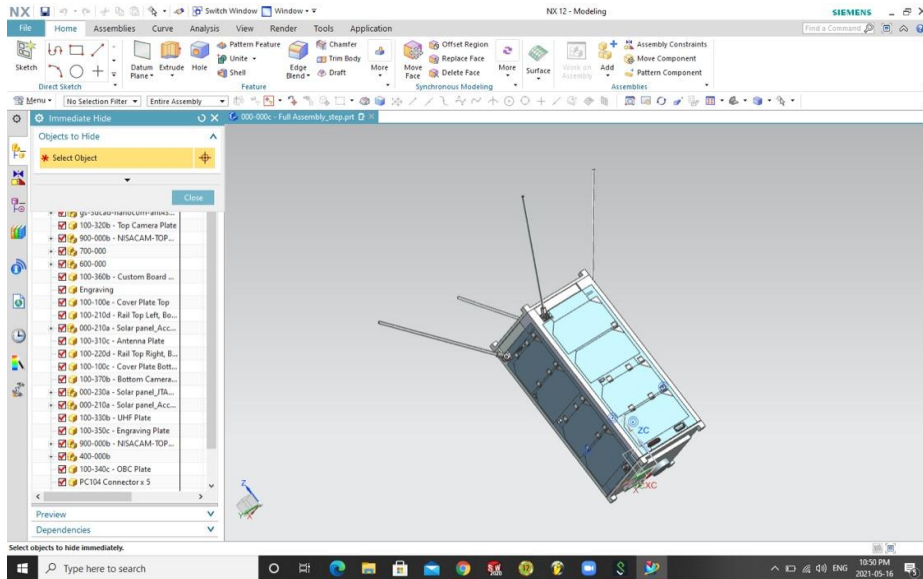 NX Switch Window Window NX 12 - Modeling SIEMENS
File Home Assemblies Curve Analysis View Render Tools Application Find a Command
Sketch
Direct Sketch
Datum Plane
Extrude
Hole
Pattern Feature
Unite
Shell
Edge Blend
Chamfer
Trim Body
Draft
More
Feature
Move Face
Offset Region
Replace Face
Delete Face
More
Synchronous Modeling
Surface
Work on Assembly
Add
Assembly Constraints
Move Component
Pattern Component
Assemblies
Menu No Selection Filter Entire Assembly
Immediate Hide
000-000c - Full Assembly_step.prt
Objects to Hide
* Select Object
Close
100-320b - Top Camera Plate
900-000b - NISACAM-TOP...
700-000
600-000
100-360b - Custom Board ...
Engraving
100-100e - Cover Plate Top
100-210d - Rail Top Left, Bo...
000-210a - Solar panel_Acc...
100-310c - Antenna Plate
100-220d - Rail Top Right, B...
100-100c - Cover Plate Bott...
100-370b - Bottom Camera...
000-230a - Solar panel_JTA...
000-210a - Solar panel_Acc...
100-330b - UHF Plate
100-350c - Engraving Plate
900-000b - NISACAM-TOP...
400-000b
100-340c - OBC Plate
PC104 Connector x 5
Preview
Dependencies
ZC
XC
Z
Y
X
Select objects to hide immediately.
Type here to search
ENG
10:50 PM
2021-05-16